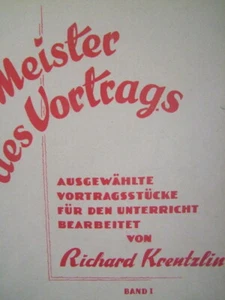 Meister
des Vortrags
AUSGEWÄHLTE
VORTRAGSSTÜCKE
FÜR DEN UNTERRICHT
BEARBEITET
VON
Richard Krentzlin
BAND I